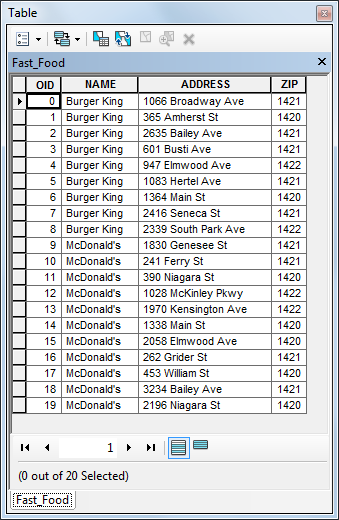 Table
Fast_Food
OID NAME ADDRESS ZIP
0 Burger King 1066 Broadway Ave 1421
1 Burger King 365 Amherst St 1420
2 Burger King 2635 Bailey Ave 1421
3 Burger King 601 Busti Ave 1421
4 Burger King 947 Elmwood Ave 1422
5 Burger King 1083 Hertel Ave 1421
6 Burger King 1364 Main St 1420
7 Burger King 2416 Seneca St 1421
8 Burger King 2339 South Park Ave 1422
9 McDonald's 1830 Genesee St 1421
10 McDonald's 241 Ferry St 1421
11 McDonald's 390 Niagara St 1420
12 McDonald's 1028 McKinley Pkwy 1422
13 McDonald's 1970 Kensington Ave 1422
14 McDonald's 1338 Main St 1420
15 McDonald's 2058 Elmwood Ave 1420
16 McDonald's 262 Grider St 1421
17 McDonald's 453 William St 1420
18 McDonald's 3234 Bailey Ave 1421
19 McDonald's 2196 Niagara St 1420
1
(0 out of 20 Selected)
Fast_Food